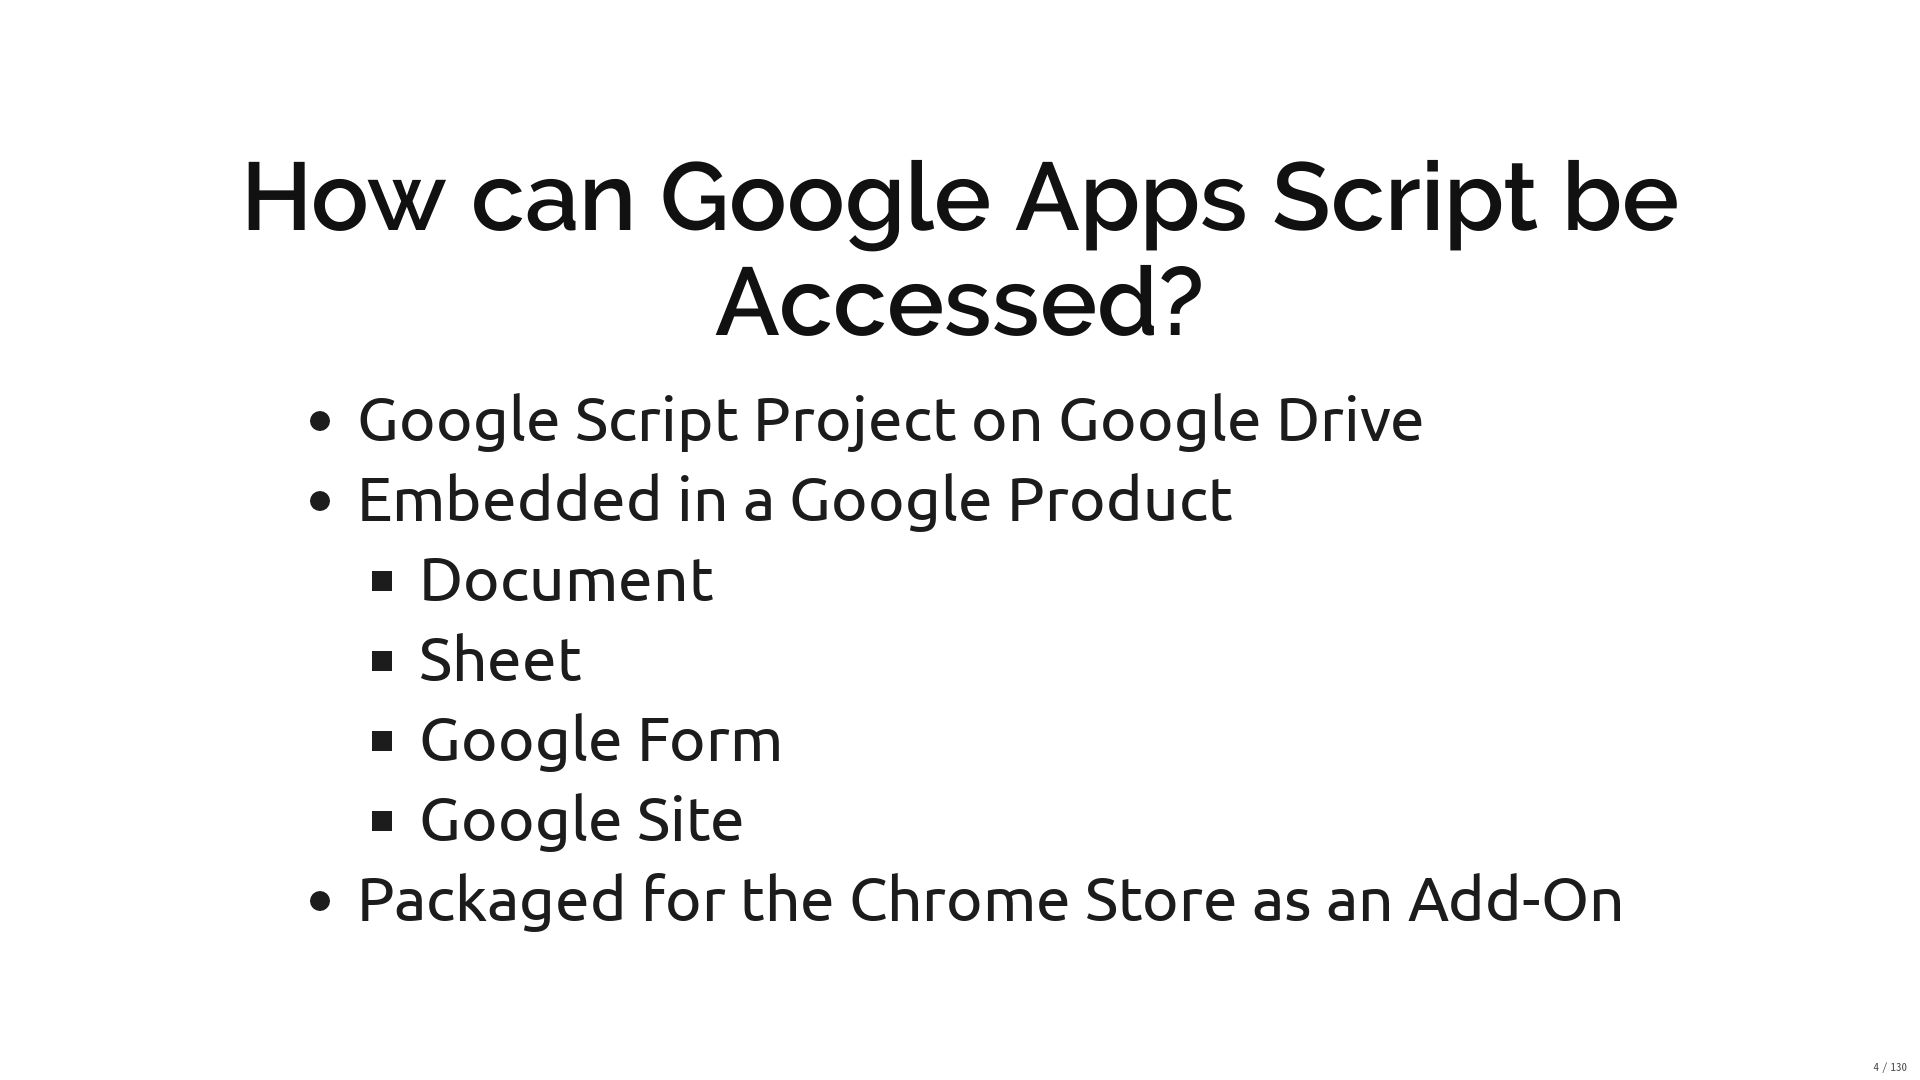 How can Google Apps Script be
Accessed?
• Google Script Project on Google Drive
• Embedded in a Google Product
▪ Document
▪ Sheet
▪ Google Form
▪ Google Site
• Packaged for the Chrome Store as an Add-On
4 / 130